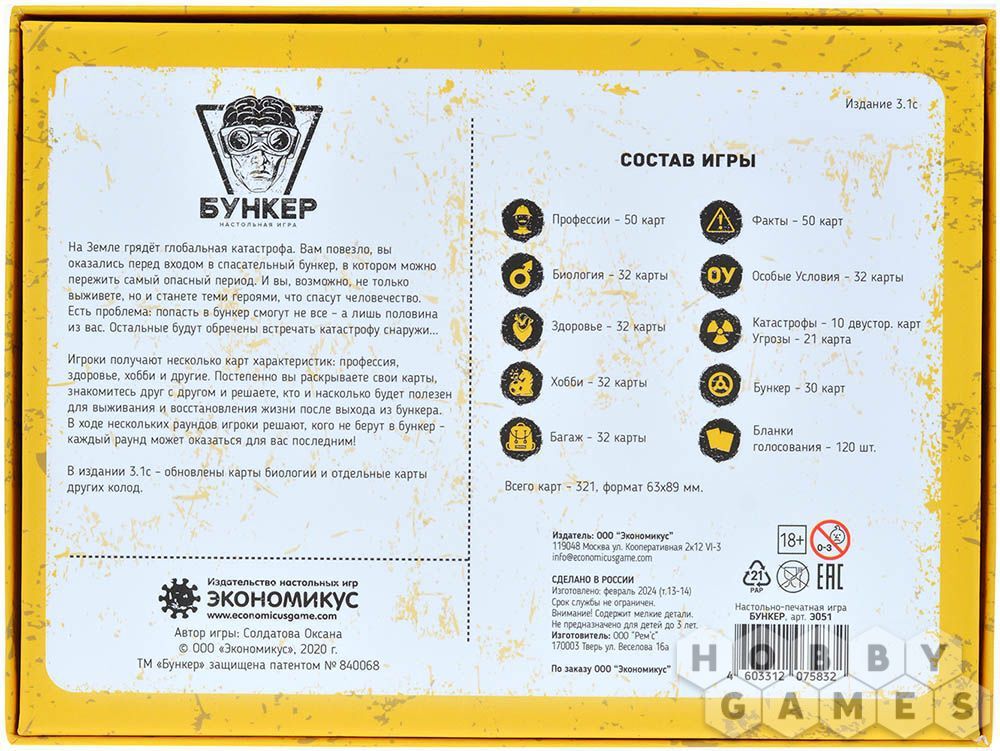 Издание 3.1с
БУНКЕР
НАСТОЛЬНАЯ ИГРА
На Земле грядёт глобальная катастрофа. Вам повезло, вы
оказались перед входом в спасательный бункер, в котором можно
пережить самый опасный период. И вы, возможно, не только
выживете, но и станете теми героями, что спасут человечество.
Есть проблема: попасть в бункер смогут не все – а лишь половина
из вас. Остальные будут обречены встречать катастрофу снаружи...
Игроки получают несколько карт характеристик: профессия,
здоровье, хобби и другие. Постепенно вы раскрываете свои карты,
знакомитесь друг с другом и решаете, кто и насколько будет полезен
для выживания и восстановления жизни после выхода из бункера.
В ходе нескольких раундов игроки решают, кого не берут в бункер –
каждый раунд может оказаться для вас последним!
В издании 3.1с – обновлены карты биологии и отдельные карты
других колод.
Издательство настольных игр
ЭКОНОМИКУС
www.economicusgame.com
Автор игры: Солдатова Оксана
© ООО «Экономикус», 2020 г.
ТМ «Бункер» защищена патентом № 840068
СОСТАВ ИГРЫ
Профессии – 50 карт
Биология – 32 карты
Здоровье – 32 карты
Хобби – 32 карты
Багаж – 32 карты
Факты – 50 карт
ОУ
Особые Условия – 32 карты
Катастрофы – 10 двустор. карт
Угрозы – 21 карта
Бункер – 30 карт
Бланки
голосования – 120 шт.
Всего карт – 321, формат 63х89 мм.
Издатель: ООО "Экономикус"
119048 Москва ул. Кооперативная 2к12 VI-3
info@economicusgame.com
СДЕЛАНО В РОССИИ
Изготовлено: февраль 2024 (т.13-14)
Срок службы не ограничен.
Внимание! Содержит мелкие детали.
Не предназначено для детей до 3 лет.
Изготовитель: ООО "Рем'с"
170003 Тверь ул. Веселова 16а
По заказу ООО "Экономикус"
18+
0-3
21
PAP
EAC
Настольно-печатная игра
БУНКЕР, арт. Э051
4 603312 075832
HOBBY
GAMES